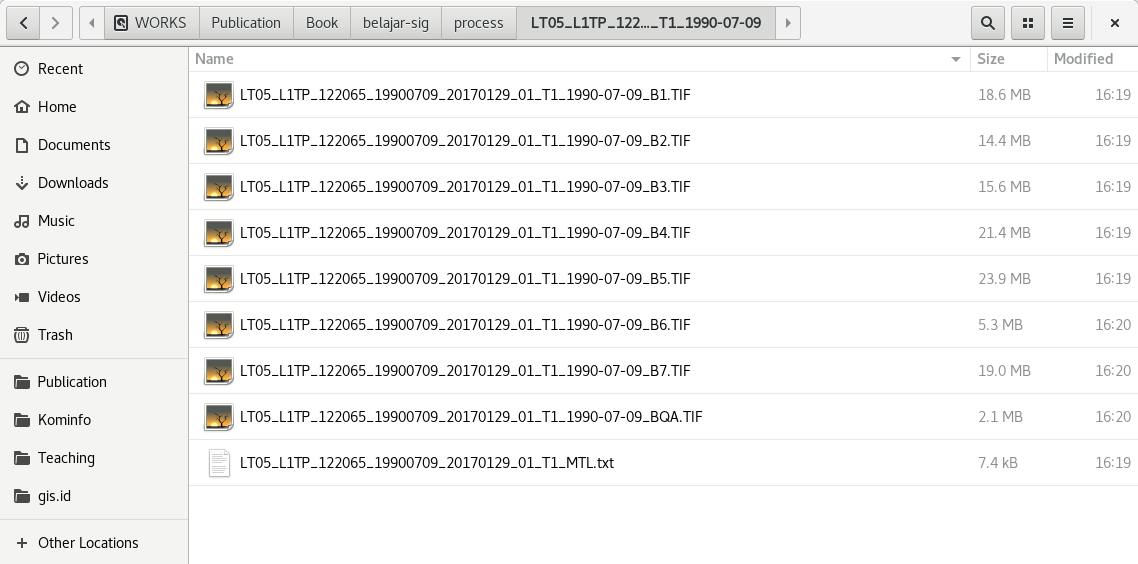 WORKS Publication Book belajar-sig process LT05_L1TP_122..._T1_1990-07-09
Name Size Modified
Recent
Home
Documents
Downloads
Music
Pictures
Videos
Trash
Publication
Kominfo
Teaching
gis.id
Other Locations
LT05_L1TP_122065_19900709_20170129_01_T1_1990-07-09_B1.TIF 18.6 MB 16:19
LT05_L1TP_122065_19900709_20170129_01_T1_1990-07-09_B2.TIF 14.4 MB 16:19
LT05_L1TP_122065_19900709_20170129_01_T1_1990-07-09_B3.TIF 15.6 MB 16:19
LT05_L1TP_122065_19900709_20170129_01_T1_1990-07-09_B4.TIF 21.4 MB 16:19
LT05_L1TP_122065_19900709_20170129_01_T1_1990-07-09_B5.TIF 23.9 MB 16:19
LT05_L1TP_122065_19900709_20170129_01_T1_1990-07-09_B6.TIF 5.3 MB 16:20
LT05_L1TP_122065_19900709_20170129_01_T1_1990-07-09_B7.TIF 19.0 MB 16:20
LT05_L1TP_122065_19900709_20170129_01_T1_1990-07-09_BQA.TIF 2.1 MB 16:20
LT05_L1TP_122065_19900709_20170129_01_T1_MTL.txt 7.4 kB 16:19